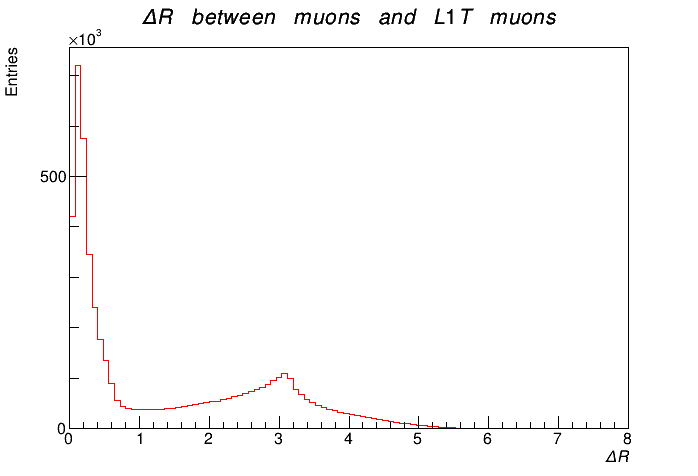 ΔR between muons and L1T muons
×10³
Entries
500
0
0 1 2 3 4 5 6 7 8
ΔR